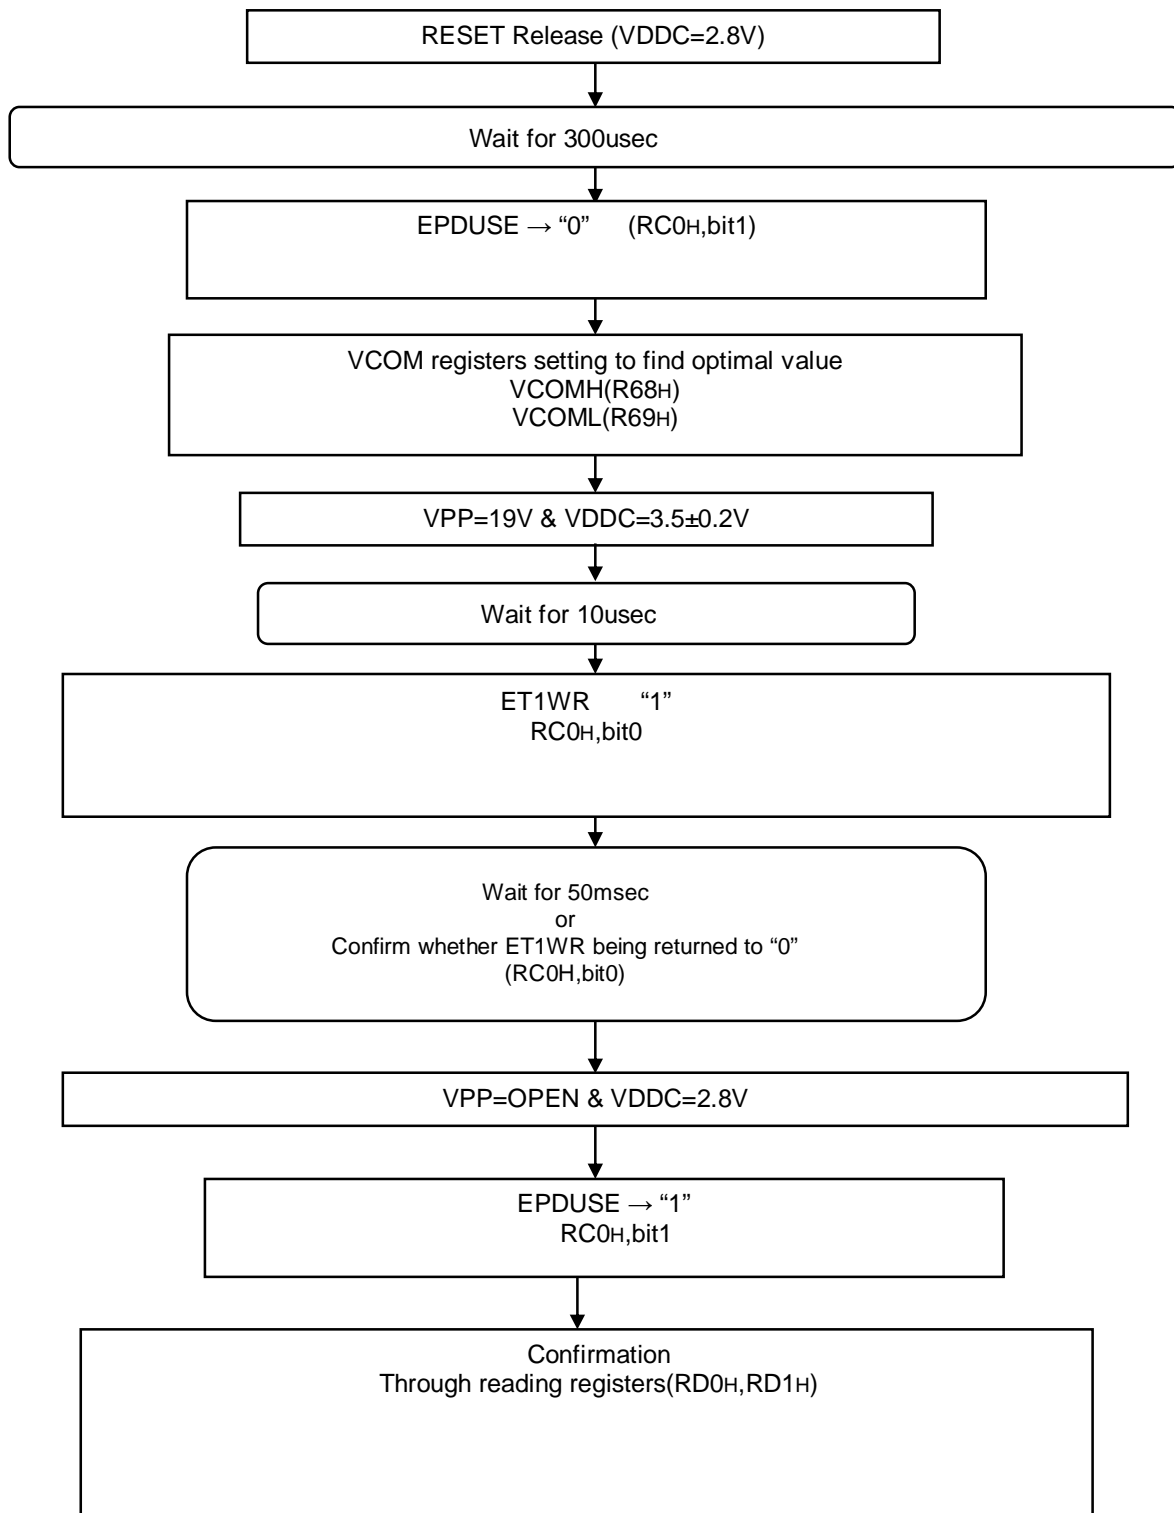 RESET Release (VDDC=2.8V)
Wait for 300usec
EPDUSE → “0” (RC0H,bit1)
VCOM registers setting to find optimal value
VCOMH(R68H)
VCOML(R69H)
VPP=19V & VDDC=3.5±0.2V
Wait for 10usec
ET1WR “1”
RC0H,bit0
Wait for 50msec
or
Confirm whether ET1WR being returned to “0”
(RC0H,bit0)
VPP=OPEN & VDDC=2.8V
EPDUSE → “1”
RC0H,bit1
Confirmation
Through reading registers(RD0H,RD1H)